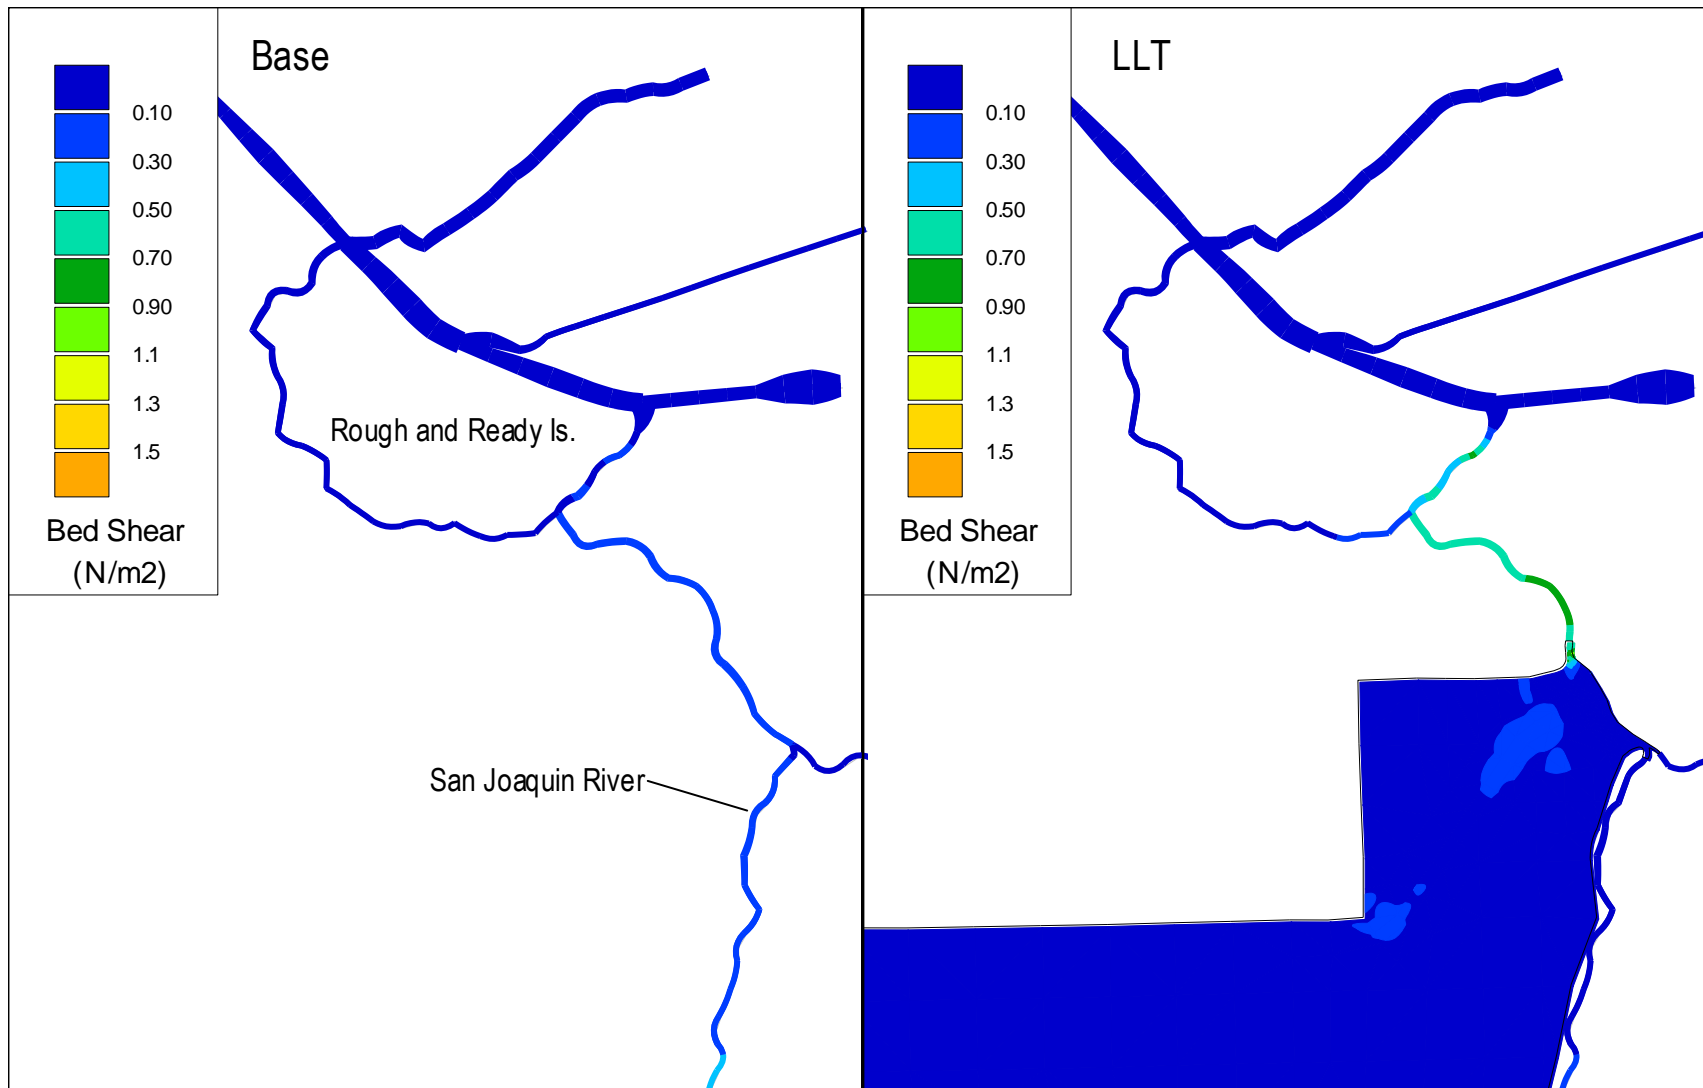 Base
0.10
0.30
0.50
0.70
0.90
1.1
1.3
1.5
Bed Shear
(N/m2)
Rough and Ready Is.
San Joaquin River
LLT
0.10
0.30
0.50
0.70
0.90
1.1
1.3
1.5
Bed Shear
(N/m2)